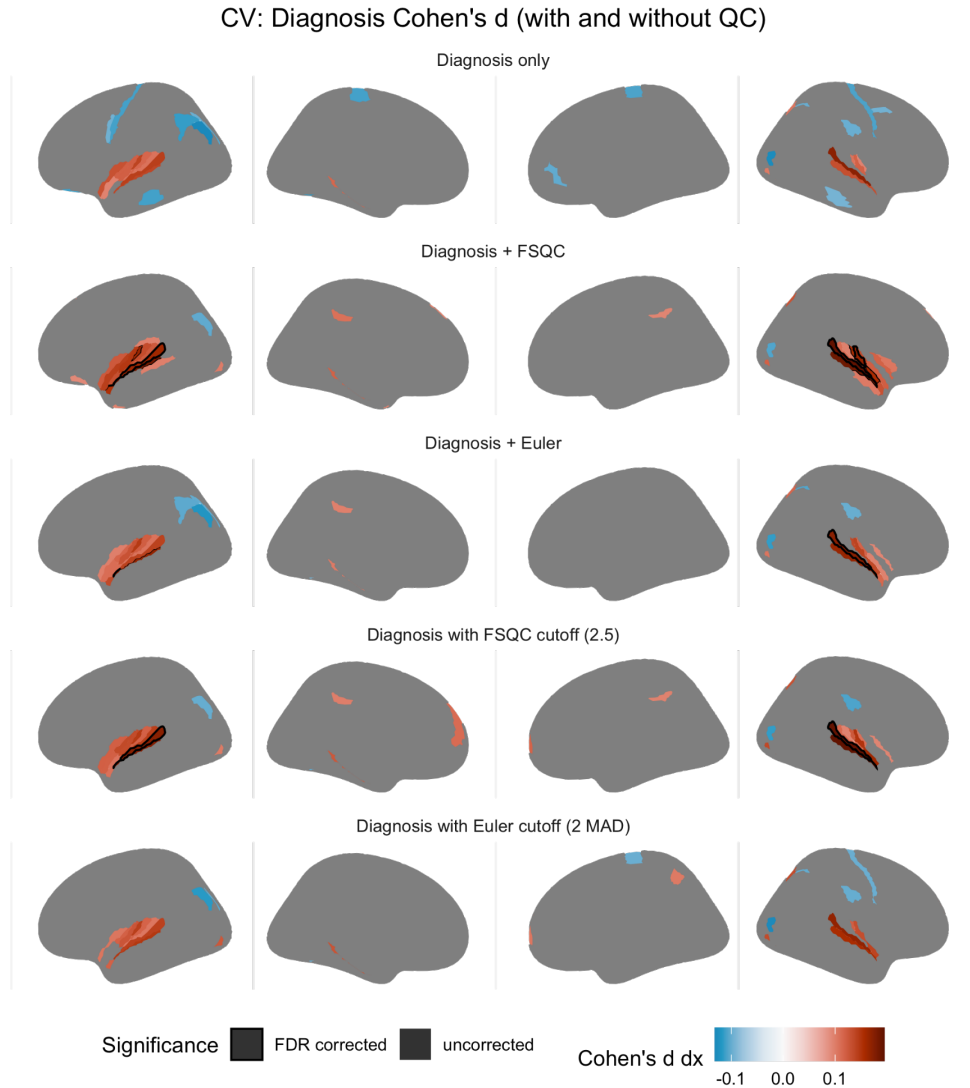 CV: Diagnosis Cohen's d (with and without QC)
Diagnosis only
Diagnosis + FSQC
Diagnosis + Euler
Diagnosis with FSQC cutoff (2.5)
Diagnosis with Euler cutoff (2 MAD)
Significance FDR corrected uncorrected
Cohen's d dx
-0.1 0.0 0.1